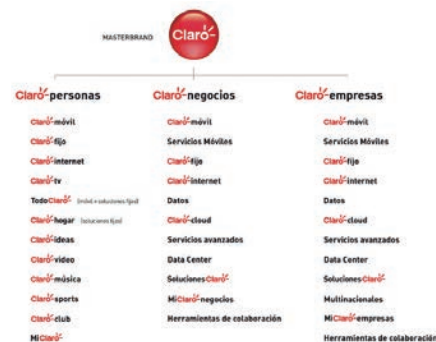 MASTERBRAND
Claro
Claro-personas
Claro-móvil
Claro-fijo
Claro-internet
Claro-tv
TodoClaro (móvil + soluciones fijas)
Claro-hogar (soluciones fijas)
Claro-ideas
Claro-video
Claro-música
Claro-sports
Claro-club
MiClaro
Claro-negocios
Claro-móvil
Servicios Móviles
Claro-fijo
Claro-internet
Datos
Claro-cloud
Servicios avanzados
Data Center
SolucionesClaro
MiClaro-negocios
Herramientas de colaboración
Claro-empresas
Claro-móvil
Servicios Móviles
Claro-fijo
Claro-internet
Datos
Claro-cloud
Servicios avanzados
Data Center
SolucionesClaro
Multinacionales
MiClaro-empresas
Herramientas de colaboración